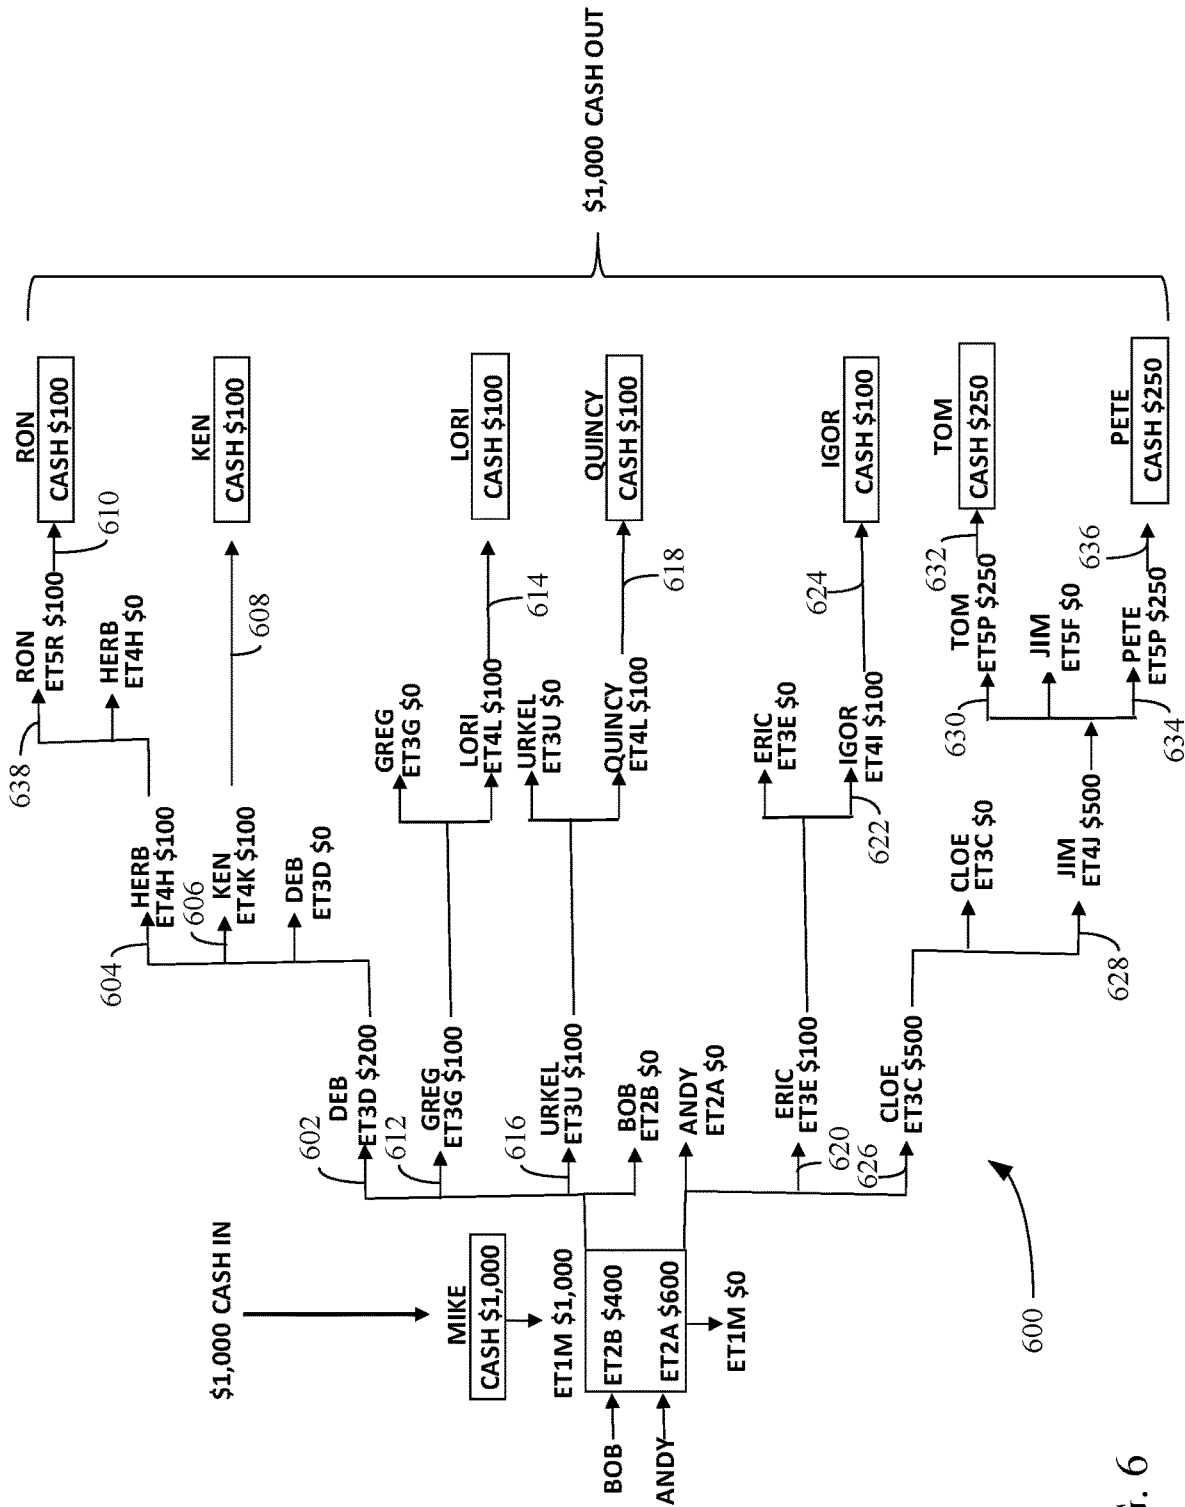 $1,000 CASH IN
MIKE
CASH $1,000
ET1M $1,000
BOB
ET2B $400
ANDY
ET2A $600
ET1M $0
602
DEB
ET3D $200
612
GREG
ET3G $100
616
URKEL
ET3U $100
BOB
ET2B $0
ANDY
ET2A $0
620
ERIC
ET3E $100
626
CLOE
ET3C $500
604
HERB
ET4H $100
606
KEN
ET4K $100
DEB
ET3D $0
638
RON
ET5R $100
HERB
ET4H $0
610
RON
CASH $100
608
KEN
CASH $100
GREG
ET3G $0
LORI
ET4L $100
614
LORI
CASH $100
URKEL
ET3U $0
QUINCY
ET4L $100
618
QUINCY
CASH $100
ERIC
ET3E $0
622
IGOR
ET4I $100
624
IGOR
CASH $100
CLOE
ET3C $0
628
JIM
ET4J $500
630
TOM
ET5P $250
632
TOM
CASH $250
JIM
ET5F $0
634
PETE
ET5P $250
636
PETE
CASH $250
$1,000 CASH OUT
600
6